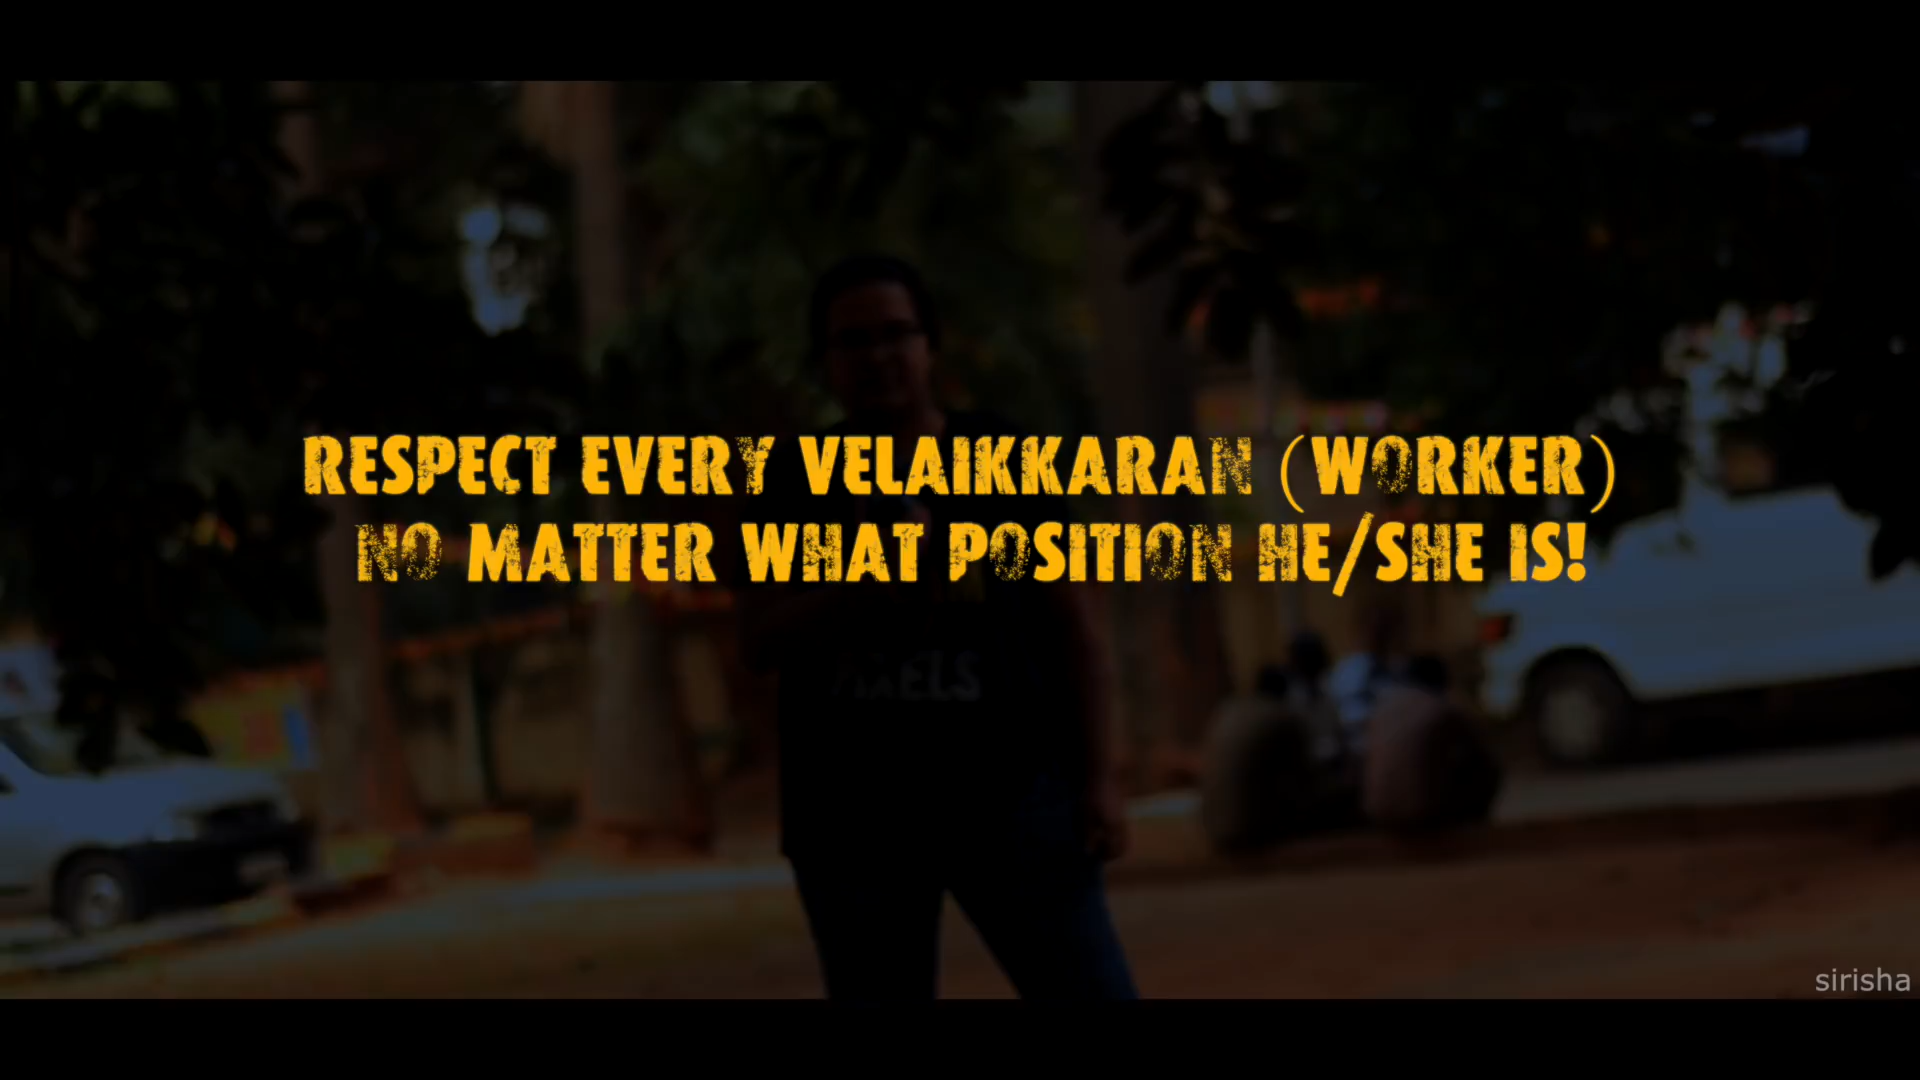 RESPECT EVERY VELAIKKARAN (WORKER)
NO MATTER WHAT POSITION HE/SHE IS!
sirisha